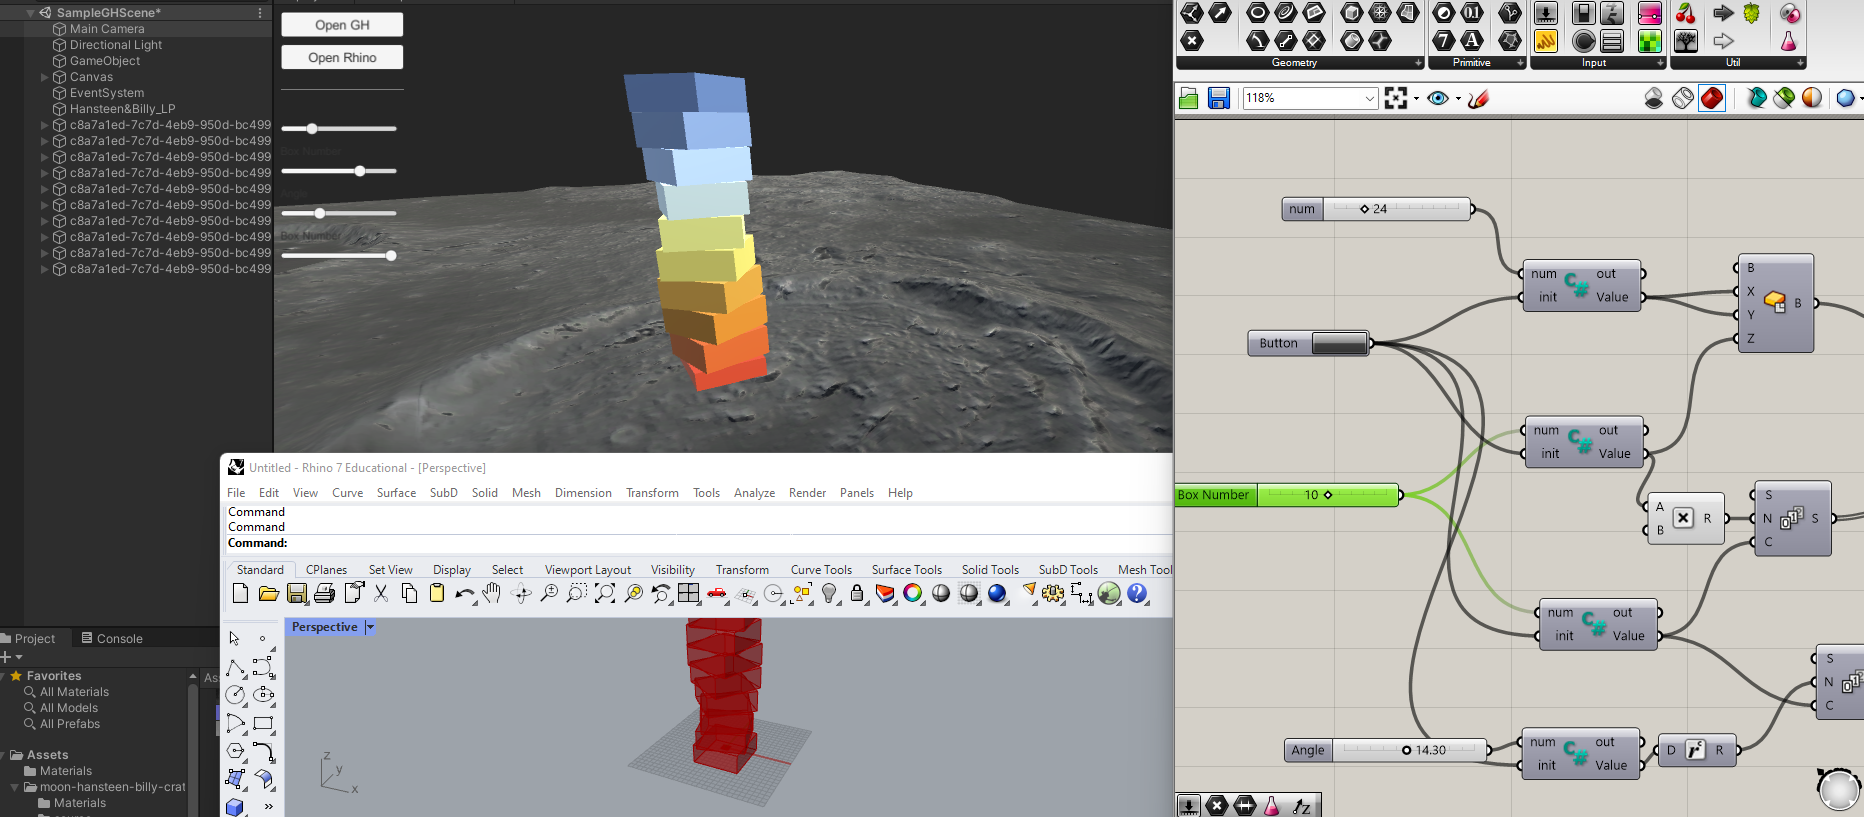 SampleGHScene*
Main Camera
Directional Light
GameObject
Canvas
EventSystem
Hansteen&Billy_LP
c8a7a1ed-7c7d-4eb9-950d-bc499
c8a7a1ed-7c7d-4eb9-950d-bc499
c8a7a1ed-7c7d-4eb9-950d-bc499
c8a7a1ed-7c7d-4eb9-950d-bc499
c8a7a1ed-7c7d-4eb9-950d-bc499
c8a7a1ed-7c7d-4eb9-950d-bc499
c8a7a1ed-7c7d-4eb9-950d-bc499
c8a7a1ed-7c7d-4eb9-950d-bc499
c8a7a1ed-7c7d-4eb9-950d-bc499
c8a7a1ed-7c7d-4eb9-950d-bc499
Open GH
Open Rhino
Box Number
Angle
Box Number
Project
Console
Favorites
All Materials
All Models
All Prefabs
Assets
Materials
moon-hansteen-billy-crat
Materials
Ass
Untitled - Rhino 7 Educational - [Perspective]
File Edit View Curve Surface SubD Solid Mesh Dimension Transform Tools Analyze Render Panels Help
Command
Command
Command:
Standard CPlanes Set View Display Select Viewport Layout Visibility Transform Curve Tools Surface Tools Solid Tools SubD Tools Mesh Tool
Perspective
z
y
x
Geometry
Primitive
Input
Util
118%
num 24
num out
init Value
B
X
Y
Z
B
Button
num out
init Value
Box Number 10
A
B
R
S
N
C
S
num out
init Value
S
N
C
Angle 14.30
num out
init Value
D R